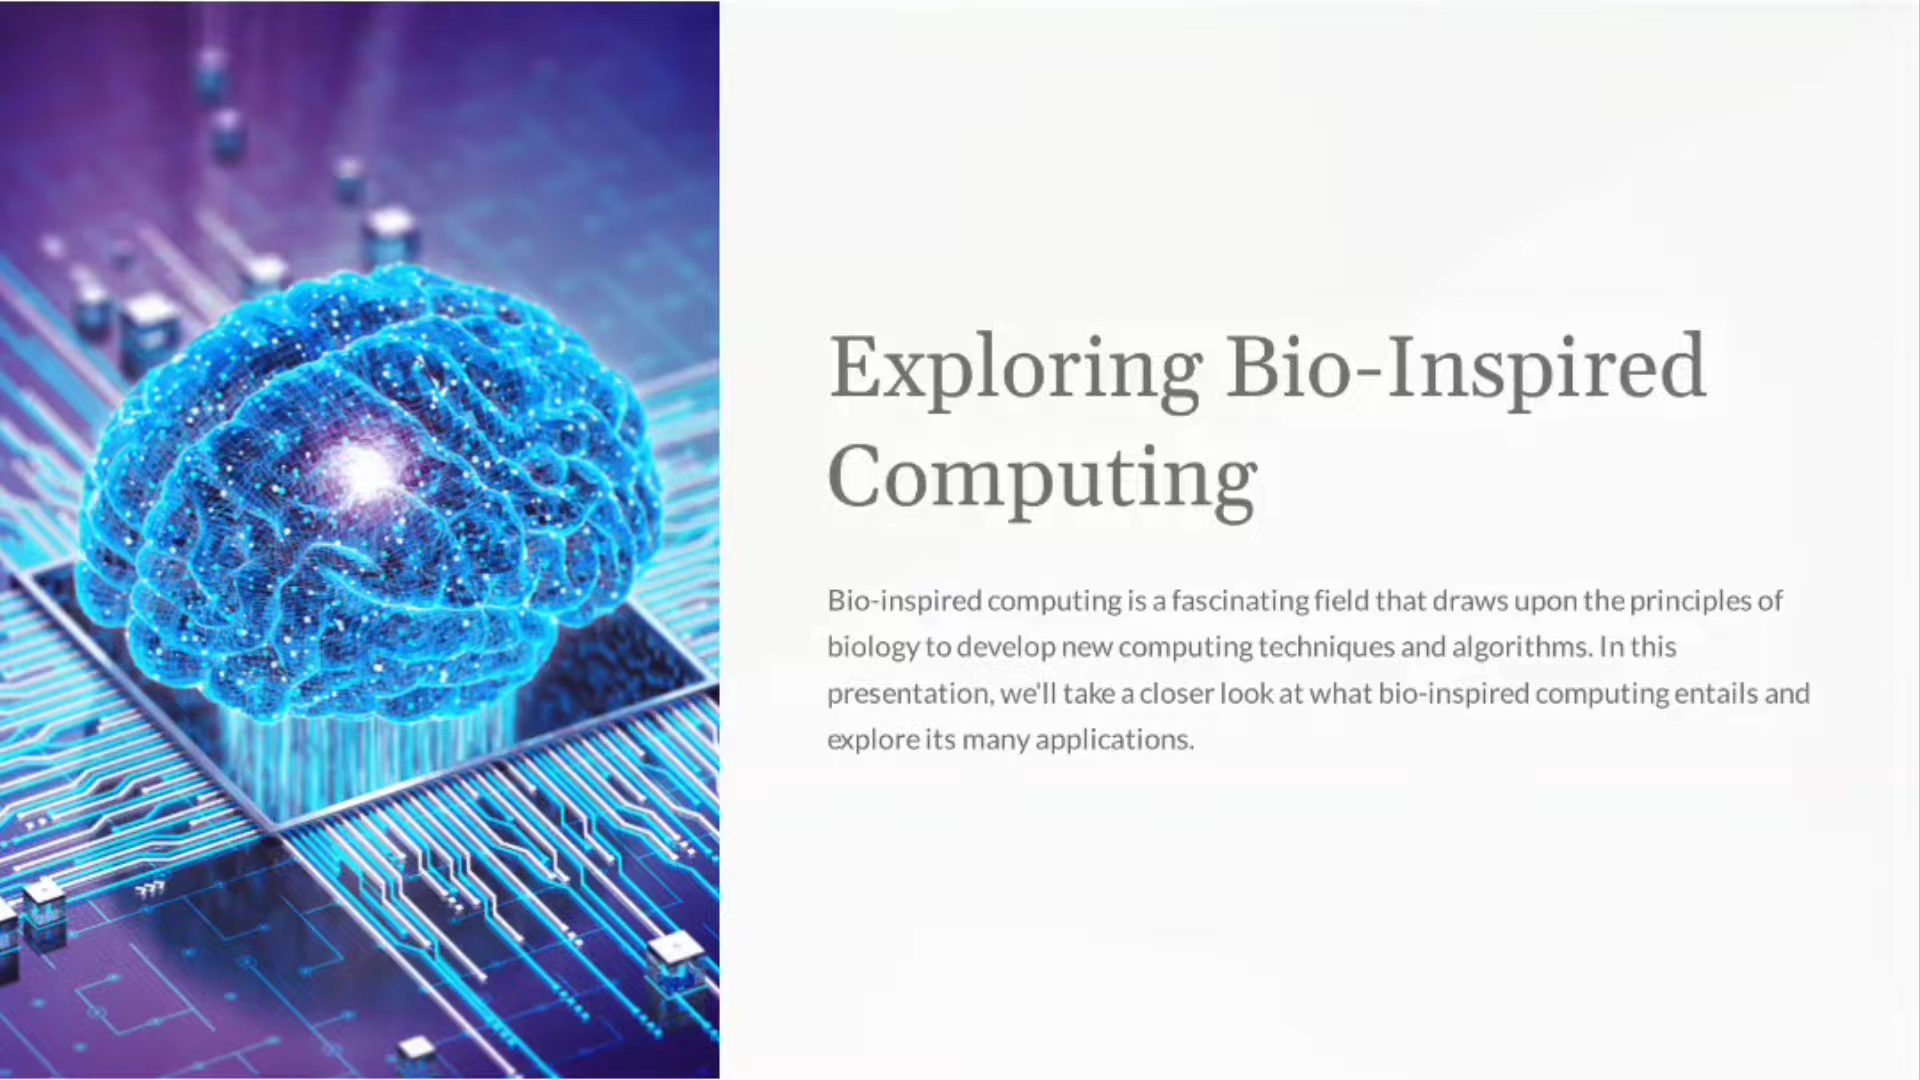 Exploring Bio-Inspired
Computing
Bio-inspired computing is a fascinating field that draws upon the principles of
biology to develop new computing techniques and algorithms. In this
presentation, we'll take a closer look at what bio-inspired computing entails and
explore its many applications.